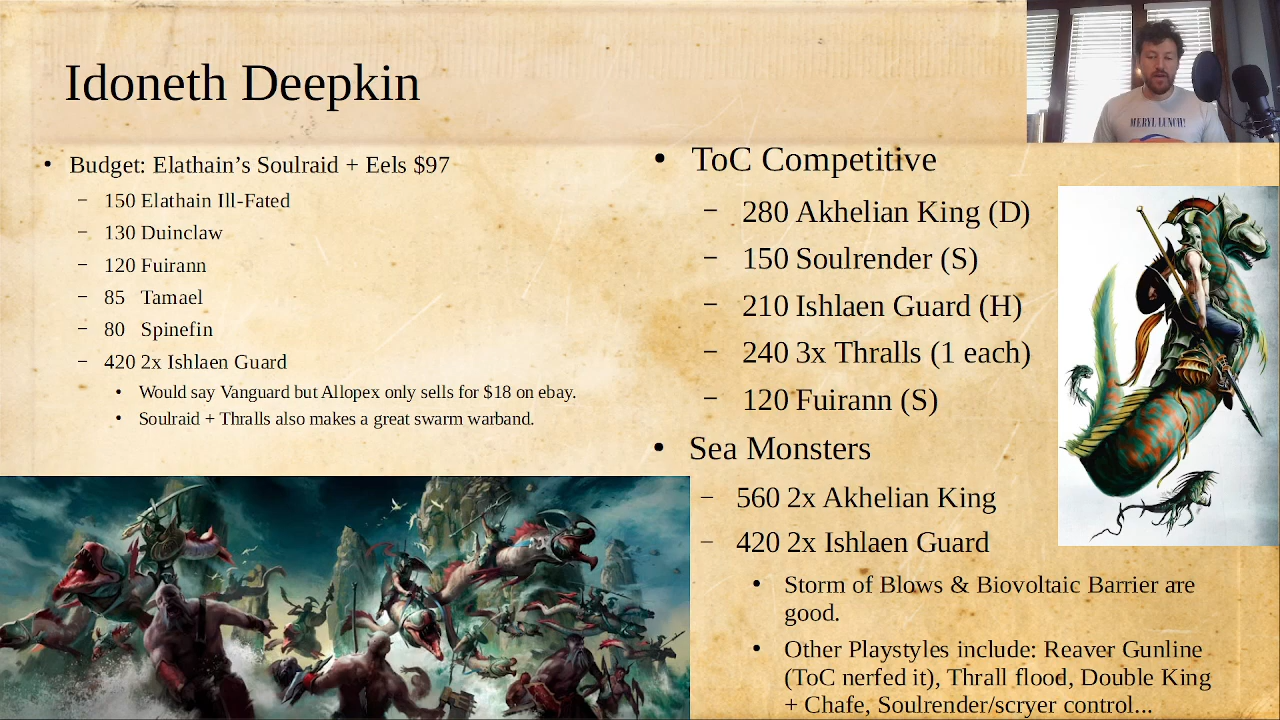 Idoneth Deepkin
MERYL LUNCH!
• Budget: Elathain’s Soulraid + Eels $97
– 150 Elathain Ill-Fated
– 130 Duinclaw
– 120 Fuirann
– 85 Tamael
– 80 Spinefin
– 420 2x Ishlaen Guard
• Would say Vanguard but Allopex only sells for $18 on ebay.
• Soulraid + Thralls also makes a great swarm warband.
• ToC Competitive
– 280 Akhelian King (D)
– 150 Soulrender (S)
– 210 Ishlaen Guard (H)
– 240 3x Thralls (1 each)
– 120 Fuirann (S)
• Sea Monsters
– 560 2x Akhelian King
– 420 2x Ishlaen Guard
• Storm of Blows & Biovoltaic Barrier are
good.
• Other Playstyles include: Reaver Gunline
(ToC nerfed it), Thrall flood, Double King
+ Chafe, Soulrender/scryer control...